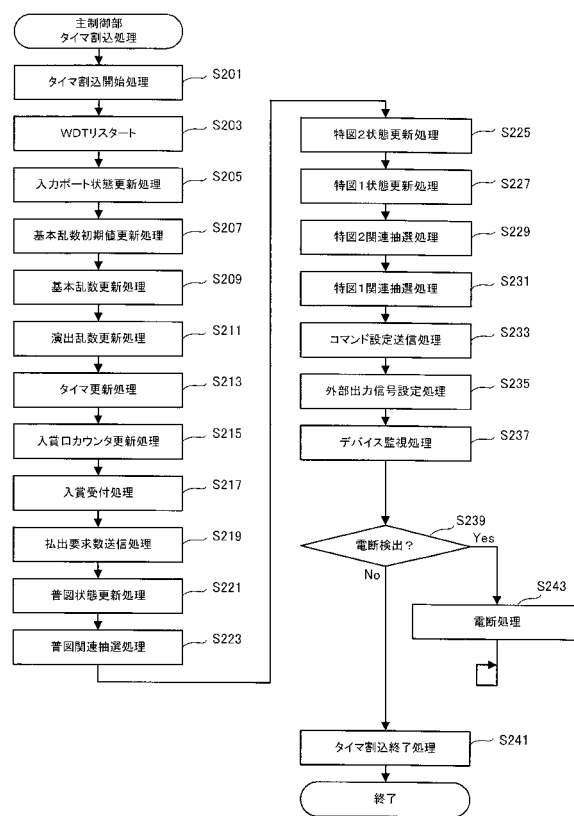 主制御部
タイマ割込処理
タイマ割込開始処理
S201
WDTリスタート
S203
入力ポート状態更新処理
S205
基本乱数初期値更新処理
S207
基本乱数更新処理
S209
演出乱数更新処理
S211
タイマ更新処理
S213
入賞口カウンタ更新処理
S215
入賞受付処理
S217
払出要求数送信処理
S219
普図状態更新処理
S221
普図関連抽選処理
S223
特図2状態更新処理
S225
特図1状態更新処理
S227
特図2関連抽選処理
S229
特図1関連抽選処理
S231
コマンド設定送信処理
S233
外部出力信号設定処理
S235
デバイス監視処理
S237
電断検出?
S239
Yes
No
電断処理
S243
タイマ割込終了処理
S241
終了